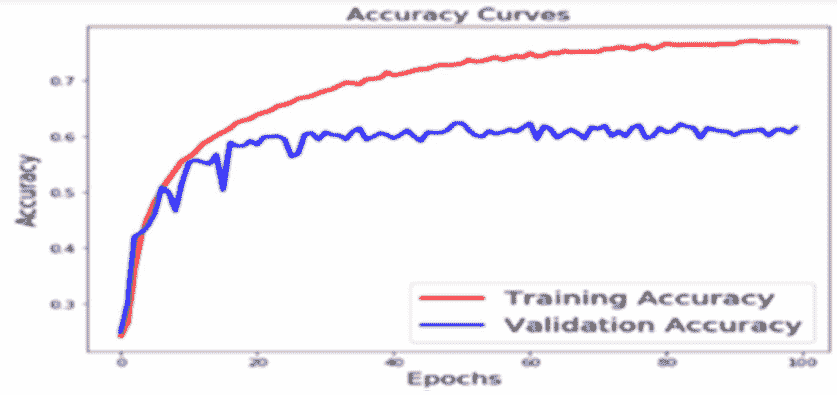 Accuracy Curves
0.7
0.6
0.5
0.4
0.3
Accuracy
Training Accuracy
Validation Accuracy
0 20 40 60 80 100
Epochs